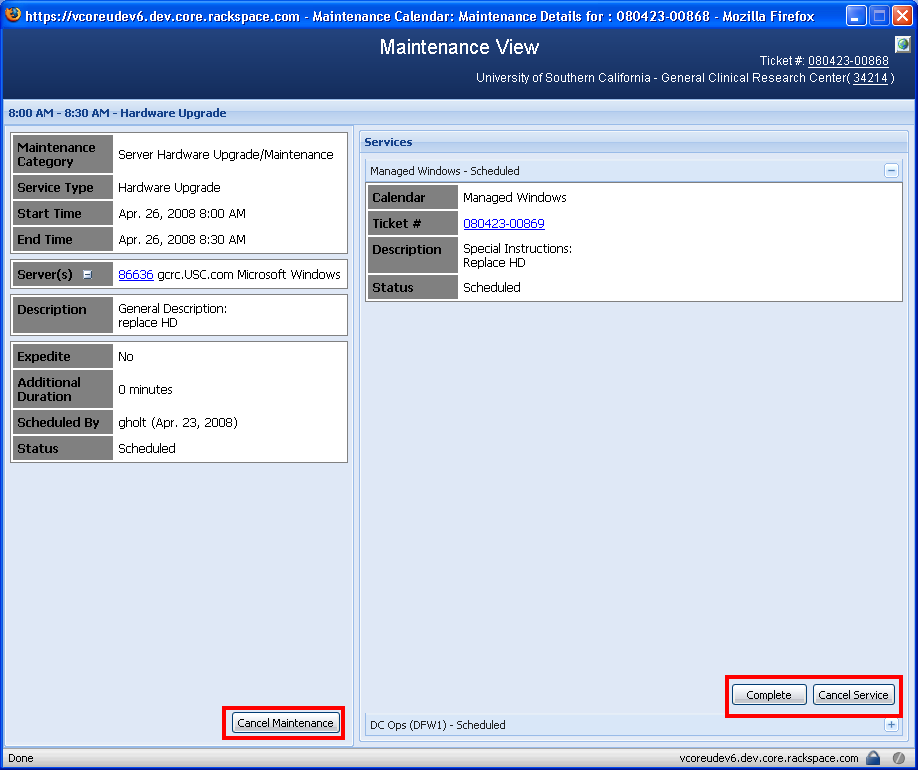 https://vcoreudev6.dev.core.rackspace.com - Maintenance Calendar: Maintenance Details for : 080423-00868 - Mozilla Firefox
Maintenance View
Ticket #: 080423-00868
University of Southern California - General Clinical Research Center( 34214 )
8:00 AM - 8:30 AM - Hardware Upgrade
Maintenance Category Server Hardware Upgrade/Maintenance
Service Type Hardware Upgrade
Start Time Apr. 26, 2008 8:00 AM
End Time Apr. 26, 2008 8:30 AM
Server(s) 86636 gcrc.USC.com Microsoft Windows
Description General Description:
replace HD
Expedite No
Additional Duration 0 minutes
Scheduled By gholt (Apr. 23, 2008)
Status Scheduled
Cancel Maintenance
Services
Managed Windows - Scheduled
Calendar Managed Windows
Ticket # 080423-00869
Description Special Instructions:
Replace HD
Status Scheduled
Complete Cancel Service
DC Ops (DFW1) - Scheduled
Done vcoreudev6.dev.core.rackspace.com